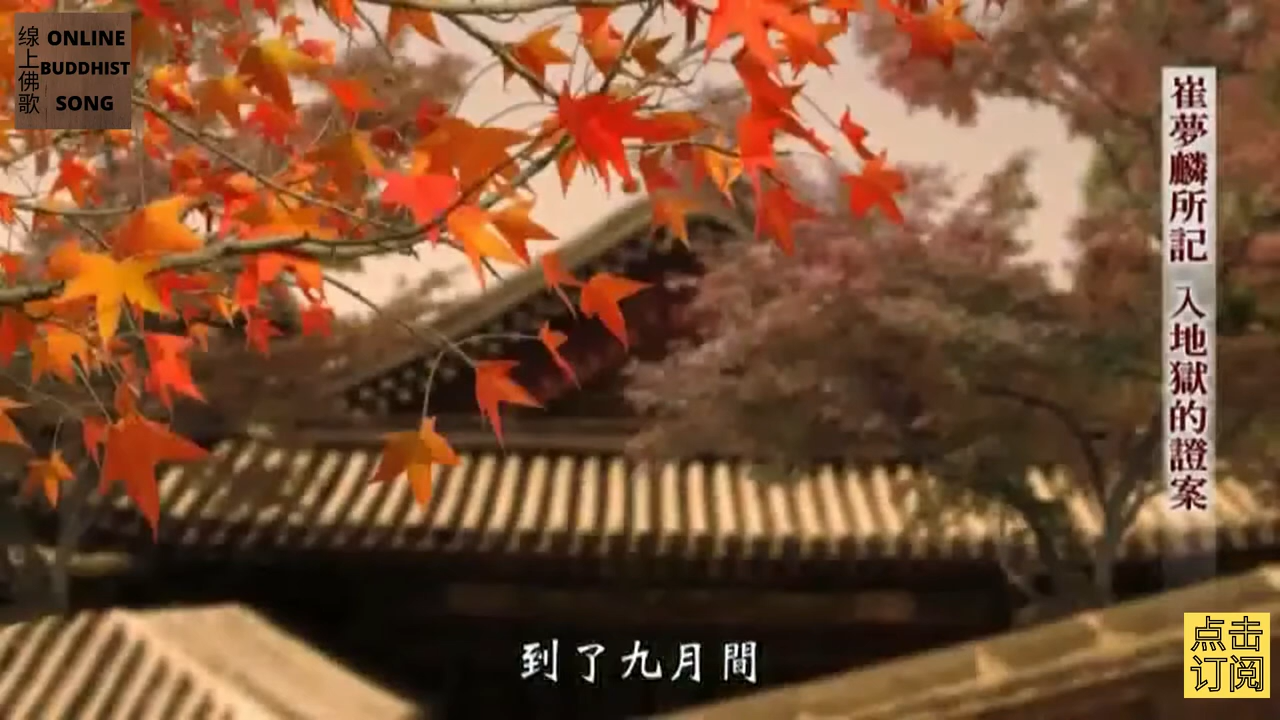 线上佛歌
ONLINE
BUDDHIST
SONG
崔夢麟所記 入地獄的證案
到了九月間
点击
订阅